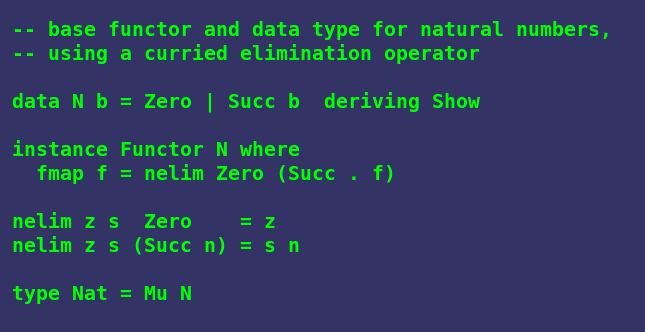 -- base functor and data type for natural numbers,
-- using a curried elimination operator
data N b = Zero | Succ b  deriving Show
instance Functor N where
  fmap f = nelim Zero (Succ . f)
nelim z s  Zero    = z
nelim z s (Succ n) = s n
type Nat = Mu N